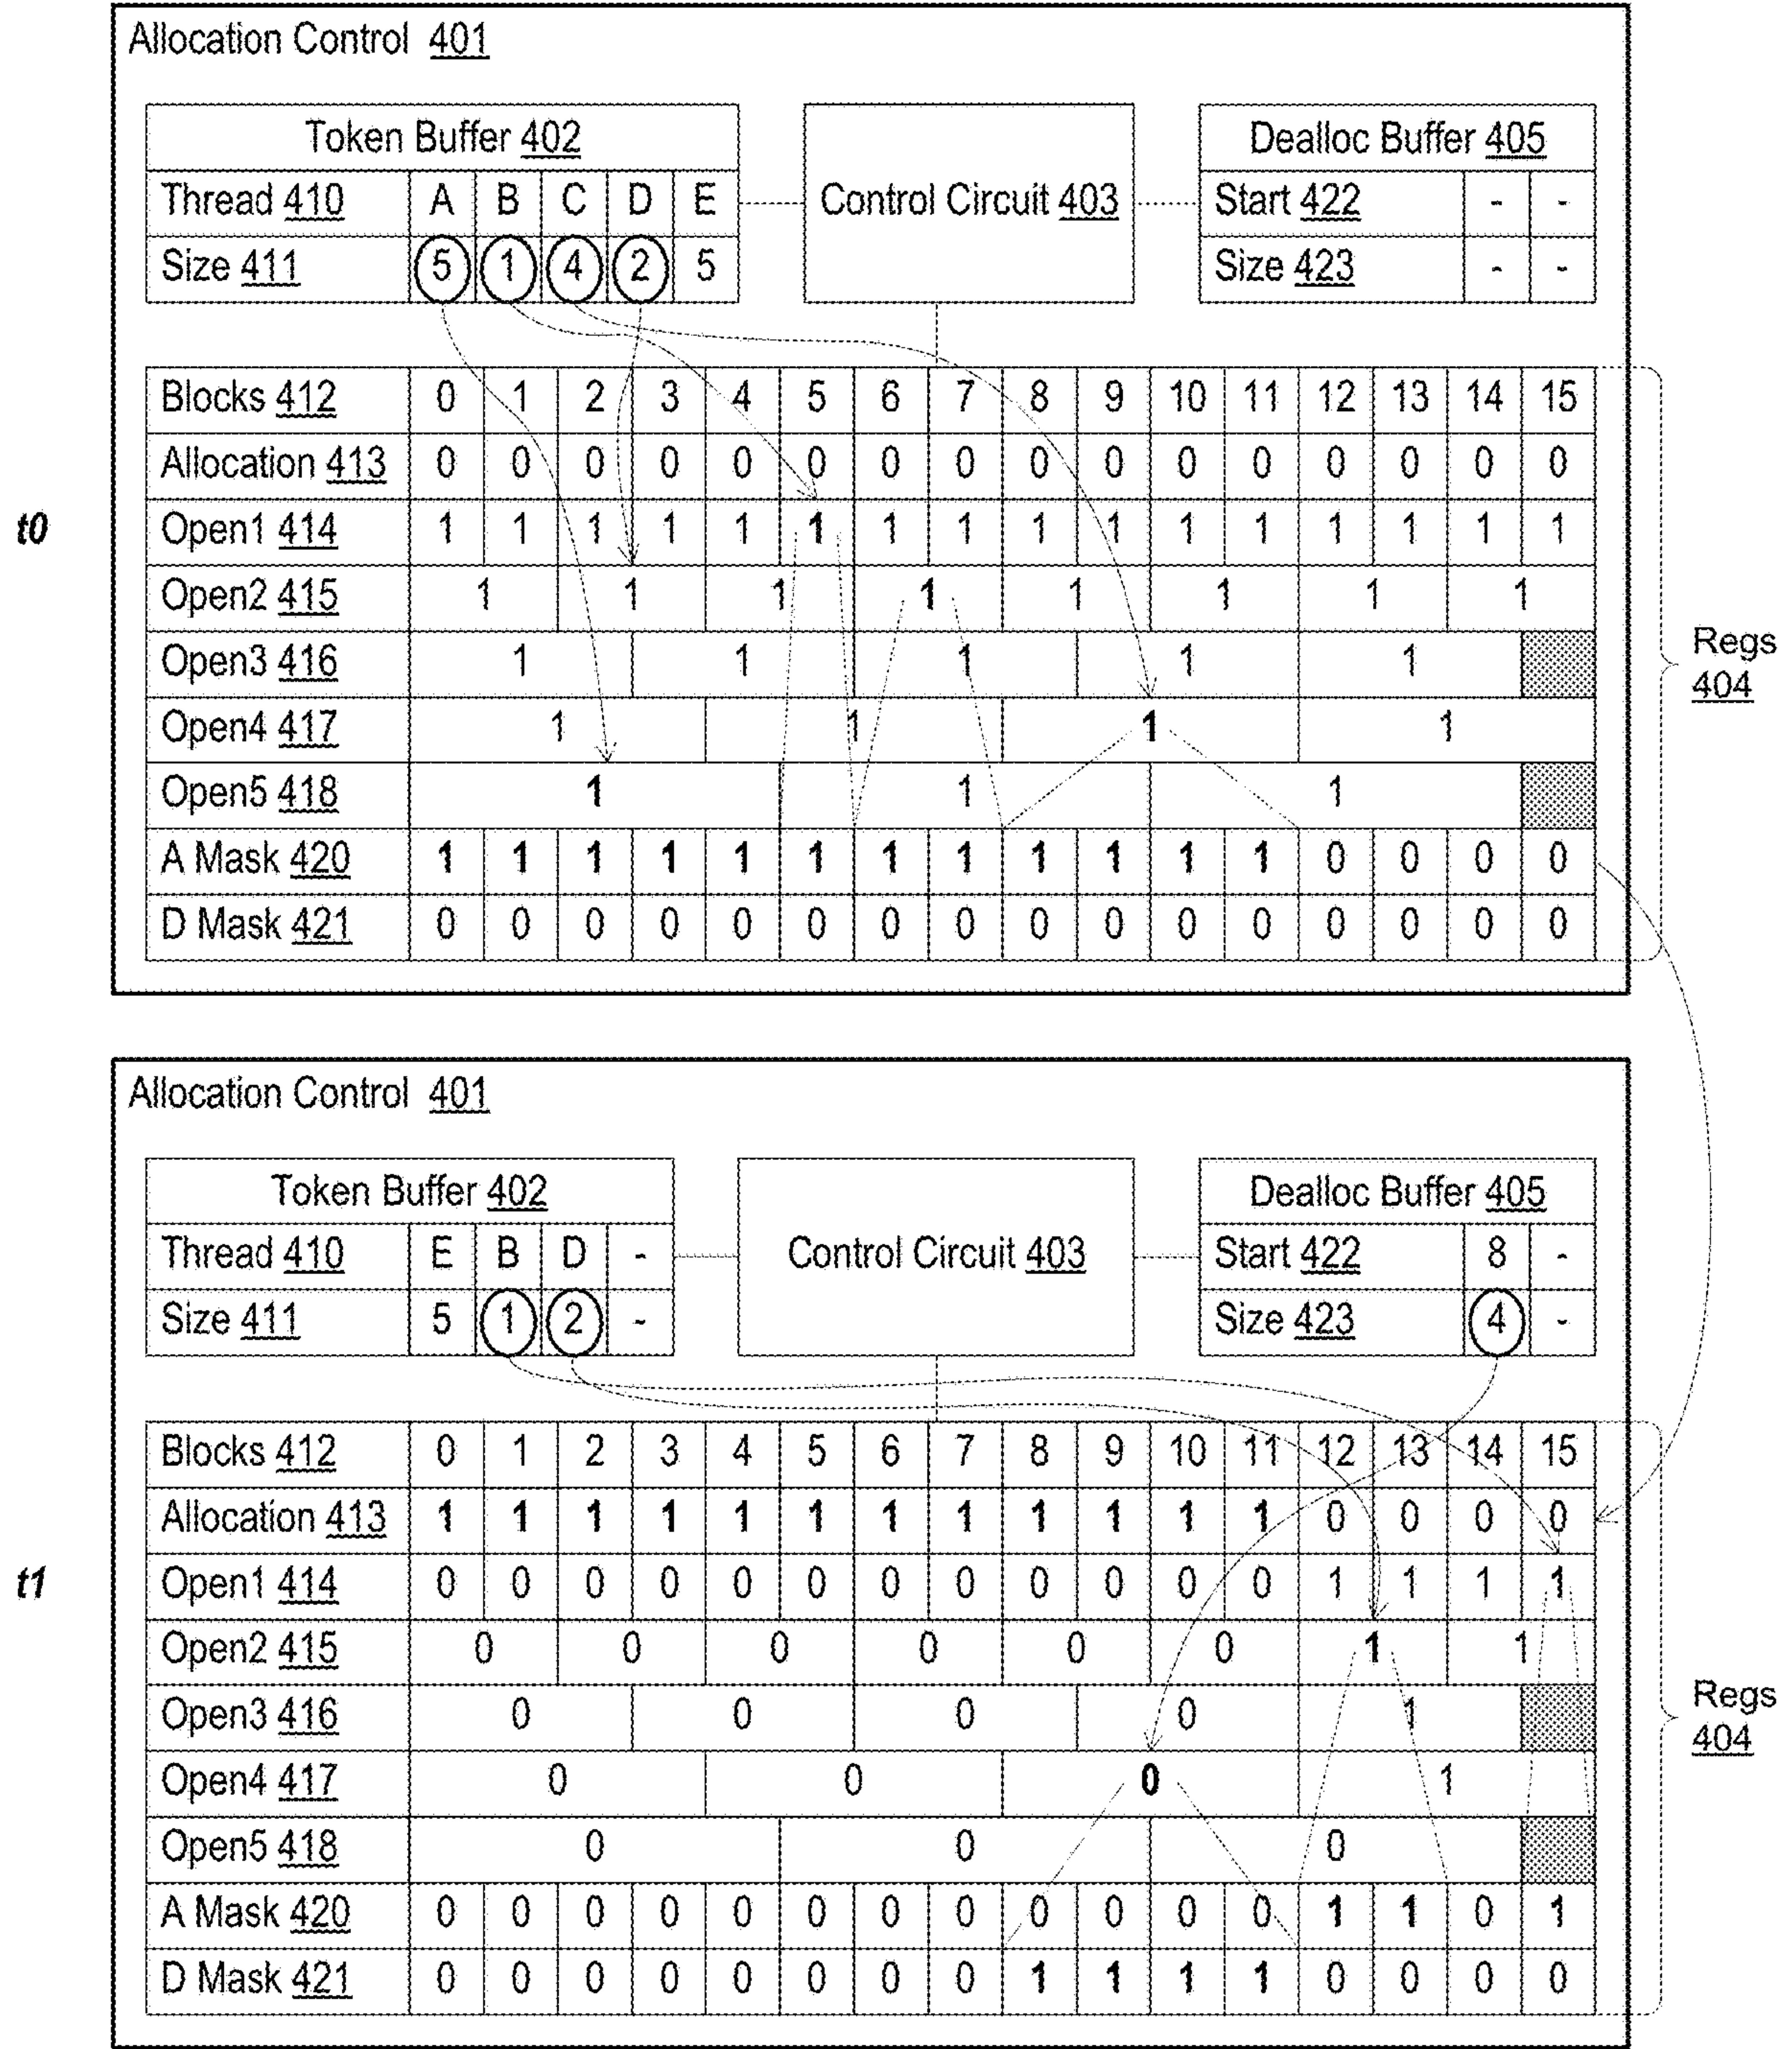 Allocation Control 401
Token Buffer 402
Thread 410 A B C D E
Size 411 5 1 4 2 5
Control Circuit 403
Dealloc Buffer 405
Start 422 - -
Size 423 - -
t0
Blocks 412 0 1 2 3 4 5 6 7 8 9 10 11 12 13 14 15
Allocation 413 0 0 0 0 0 0 0 0 0 0 0 0 0 0 0 0
Open1 414 1 1 1 1 1 1 1 1 1 1 1 1 1 1 1 1
Open2 415 1 1 1 1 1 1 1 1
Open3 416 1 1 1 1 1
Open4 417 1 1 1 1
Open5 418 1 1 1
A Mask 420 1 1 1 1 1 1 1 1 1 1 1 1 0 0 0 0
D Mask 421 0 0 0 0 0 0 0 0 0 0 0 0 0 0 0 0
Regs
404
Allocation Control 401
Token Buffer 402
Thread 410 E B D -
Size 411 5 1 2 -
Control Circuit 403
Dealloc Buffer 405
Start 422 8 -
Size 423 4 -
t1
Blocks 412 0 1 2 3 4 5 6 7 8 9 10 11 12 13 14 15
Allocation 413 1 1 1 1 1 1 1 1 1 1 1 1 0 0 0 0
Open1 414 0 0 0 0 0 0 0 0 0 0 0 0 1 1 1 1
Open2 415 0 0 0 0 0 0 1 1
Open3 416 0 0 0 0 1
Open4 417 0 0 0 1
Open5 418 0 0 0
A Mask 420 0 0 0 0 0 0 0 0 0 0 0 0 1 1 0 1
D Mask 421 0 0 0 0 0 0 0 0 1 1 1 1 0 0 0 0
Regs
404